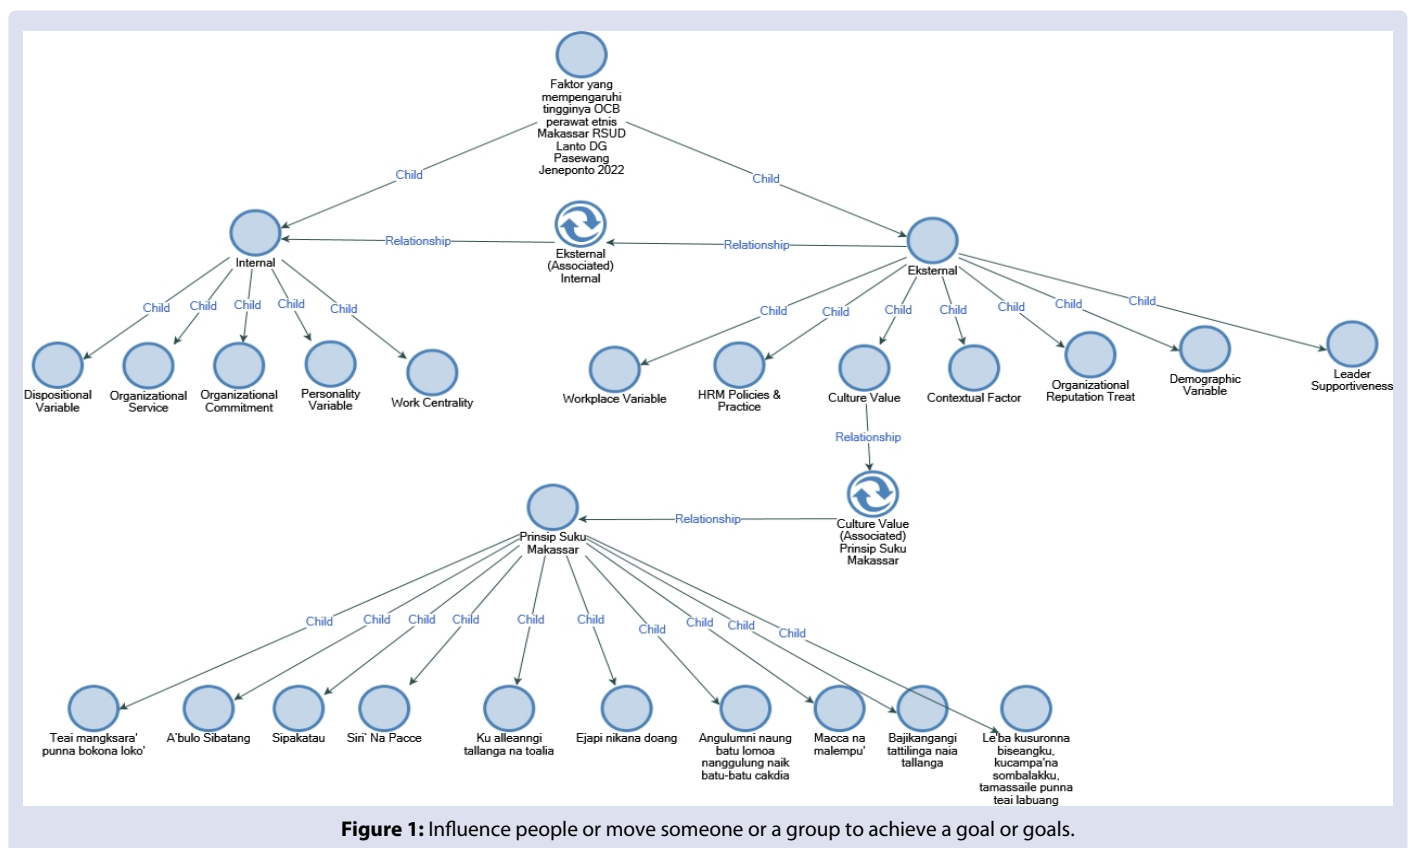 Faktor yang
mempengaruhi
tingginya OCB
perawat etnis
Makassar RSUD
Lanto DG
Pasewang
Jeneponto 2022
Child
Child
Relationship
Eksternal
(Associated)
Internal
Relationship
Internal
Eksternal
Child
Child
Child
Child
Child
Child
Child
Child
Child
Child
Child
Child
Dispositional
Variable
Organizational
Service
Organizational
Commitment
Personality
Variable
Work Centrality
Workplace Variable
HRM Policies &
Practice
Culture Value
Contextual Factor
Organizational
Reputation Treat
Demographic
Variable
Leader
Supportiveness
Relationship
Culture Value
(Associated)
Prinsip Suku
Makassar
Relationship
Prinsip Suku
Makassar
Child
Child
Child
Child
Child
Child
Child
Child
Child
Child
Teai mangksara'
punna bokona loko'
A'bulo Sibatang
Sipakatau
Siri' Na Pacce
Ku alleanngi
tallanga na toalia
Ejapi nikana doang
Angulumni naung
batu lomoa
nanggulung naik
batu-batu cakdia
Macca na
malempu'
Bajikangangi
tattilinga naia
tallanga
Le'ba kusuronna
biseangku,
kucampa'na
sombalakku,
tamassaile punna
teai labuang
Figure 1: Influence people or move someone or a group to achieve a goal or goals.